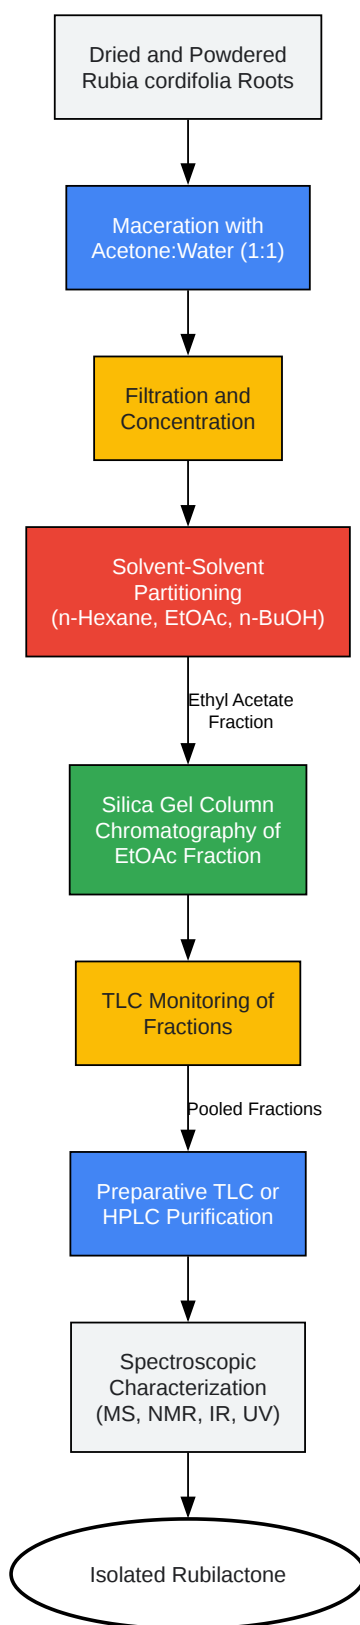 Dried and Powdered
Rubia cordifolia Roots
Maceration with
Acetone:Water (1:1)
Filtration and
Concentration
Solvent-Solvent
Partitioning
(n-Hexane, EtOAc, n-BuOH)
Ethyl Acetate
Fraction
Silica Gel Column
Chromatography of
EtOAc Fraction
TLC Monitoring of
Fractions
Pooled Fractions
Preparative TLC or
HPLC Purification
Spectroscopic
Characterization
(MS, NMR, IR, UV)
Isolated Rubilactone